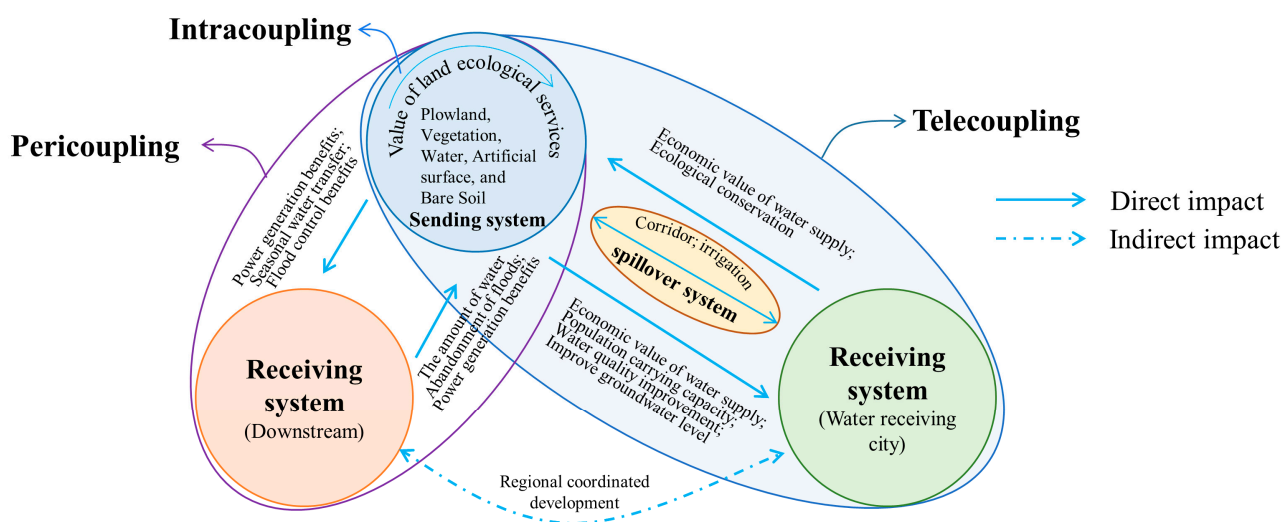 Intracoupling
Pericoupling
Telecoupling
Value of land ecological services
Plowland,
Vegetation,
Water, Artificial
surface, and
Bare Soil
Sending system
Power generation benefits;
Seasonal water transfer;
Flood control benefits
The amount of water
Abandonment of floods;
Power generation benefits
Economic value of water supply;
Ecological conservation
Corridor; irrigation
spillover system
Economic value of water supply;
Population carrying capacity;
Water quality improvement;
Improve groundwater level
Direct impact
Indirect impact
Receiving
system
(Downstream)
Receiving
system
(Water receiving
city)
Regional coordinated
development